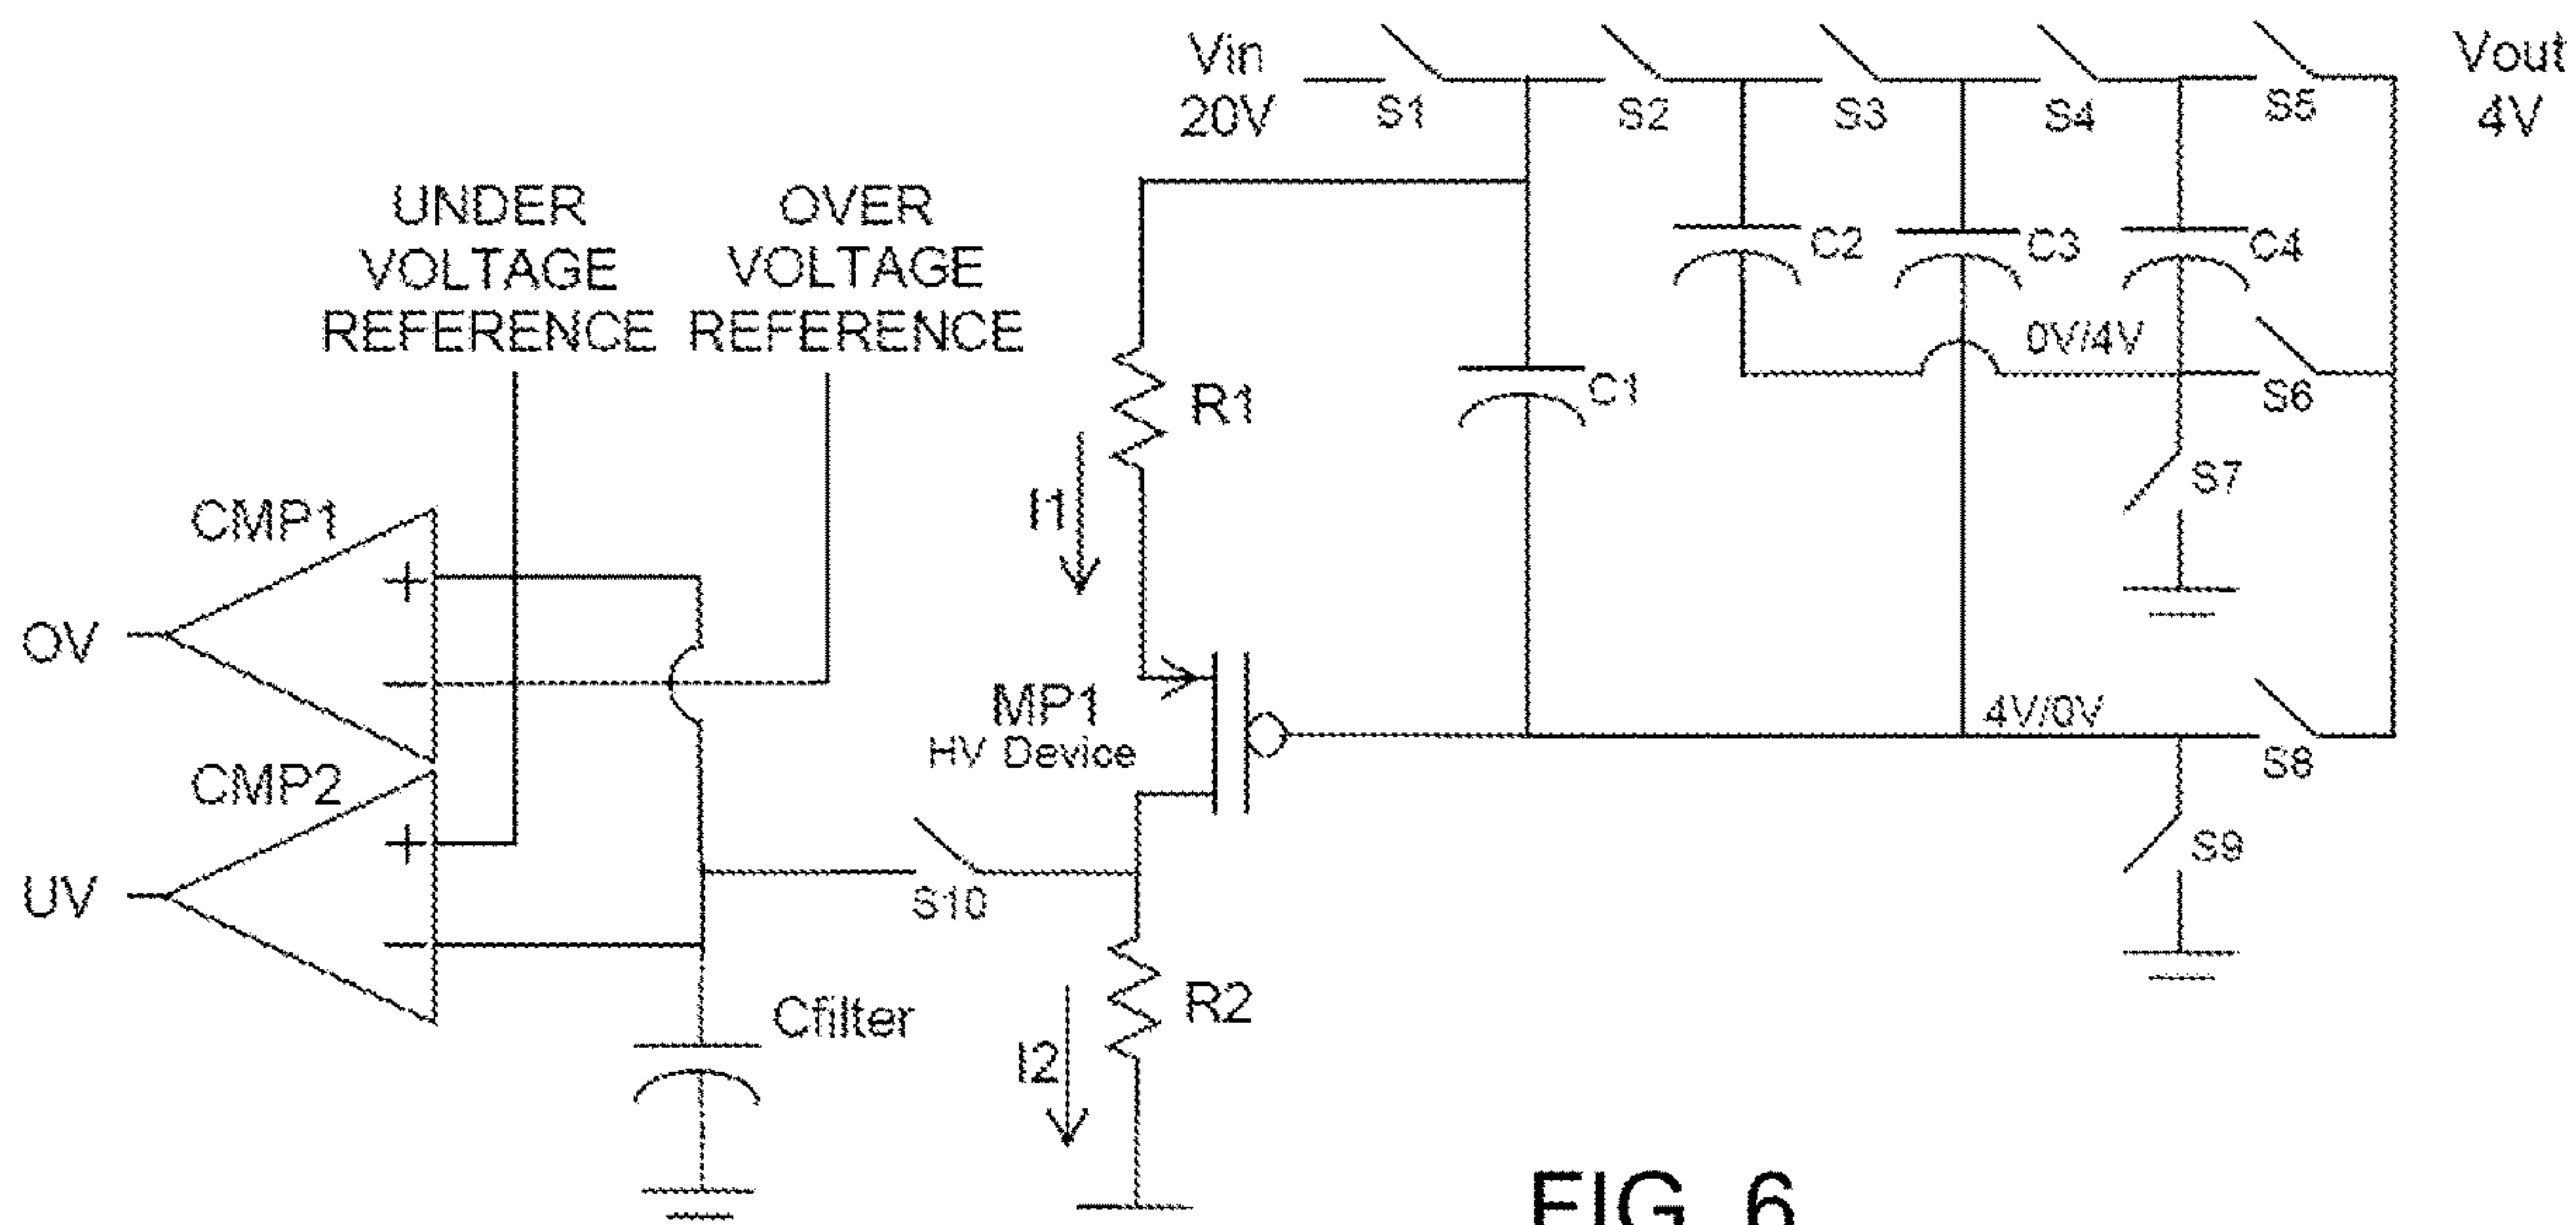 Vin
20V
S1
S2
S3
S4
S5
Vout
4V
UNDER
VOLTAGE
REFERENCE
OVER
VOLTAGE
REFERENCE
C2
C3
C4
0V/4V
S6
R1
C1
I1
S7
CMP1
+
−
OV
MP1
HV Device
4V/0V
S8
CMP2
+
−
UV
S10
S9
Cfilter
R2
I2
FIG. 6